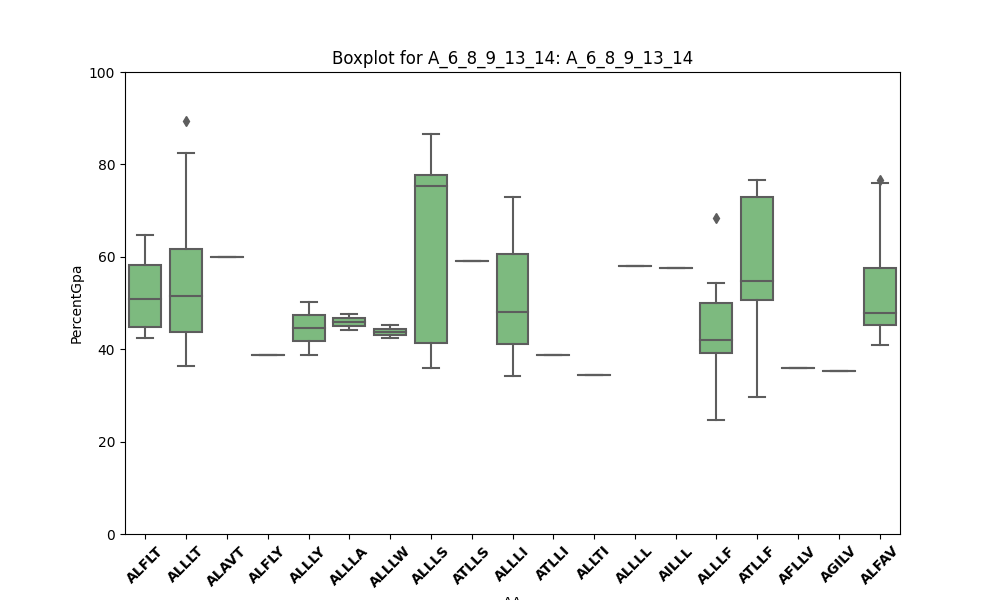 Boxplot for A_6_8_9_13_14: A_6_8_9_13_14
PercentGpa
100
80
60
40
20
0
ALFLT ALLLT ALAVT ALFLY ALLLY ALLLA ALLLW ALLLS ATLLS ALLLI ATLLI ALLTI ALLLL AILLL ALLLF ATLLF AFLLV AGILV ALFAV
AA